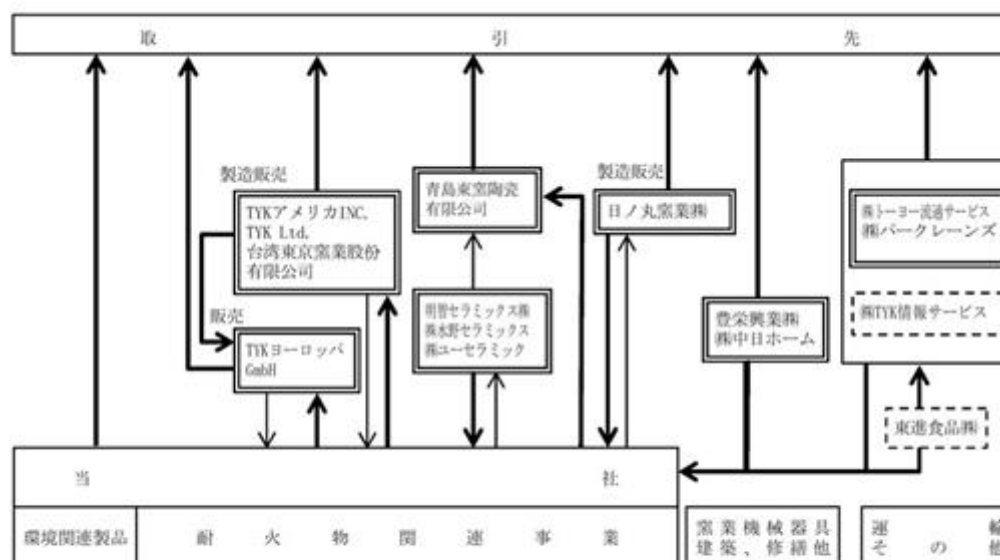 取引先
製造販売
TYKアメリカINC.
TYK Ltd.
台湾東京窯業股份
有限公司
販売
TYKヨーロッパ
GmbH
青島東窯陶瓷
有限公司
明智セラミックス㈱
㈱水野セラミックス
㈱ユーセラミック
製造販売
日ノ丸窯業㈱
豊栄興業㈱
㈱中日ホーム
㈱トーヨー流通サービス
㈱パークレーンズ
㈱TYK情報サービス
東進食品㈱
当社
環境関連製品
耐火物関連事業
窯業機械器具
建築、修繕他
運輸
その他